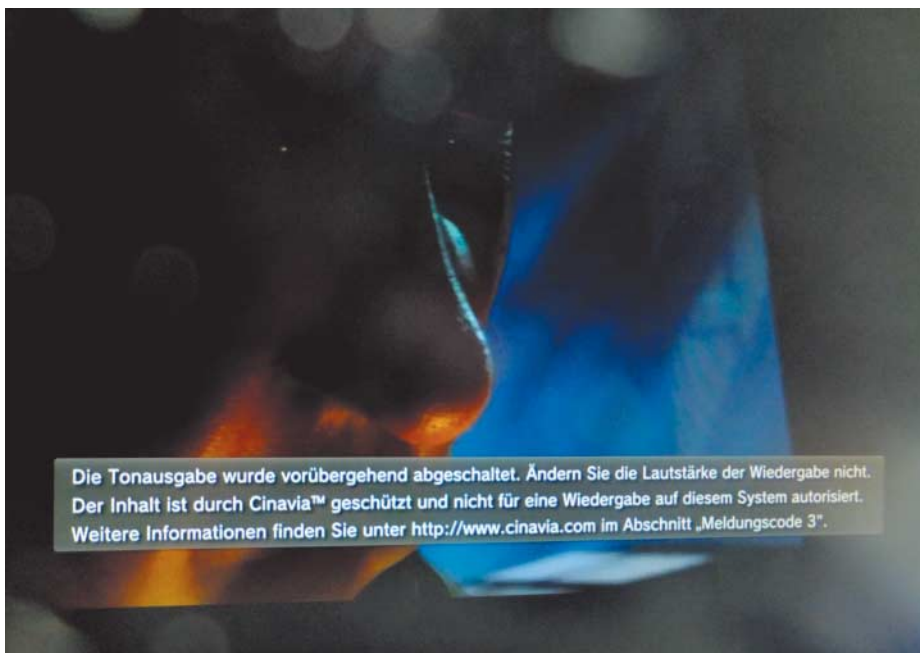 Die Tonausgabe wurde vorübergehend abgeschaltet. Ändern Sie die Lautstärke der Wiedergabe nicht.
Der Inhalt ist durch Cinavia™ geschützt und nicht für eine Wiedergabe auf diesem System autorisiert.
Weitere Informationen finden Sie unter http://www.cinavia.com im Abschnitt „Meldungscode 3“.